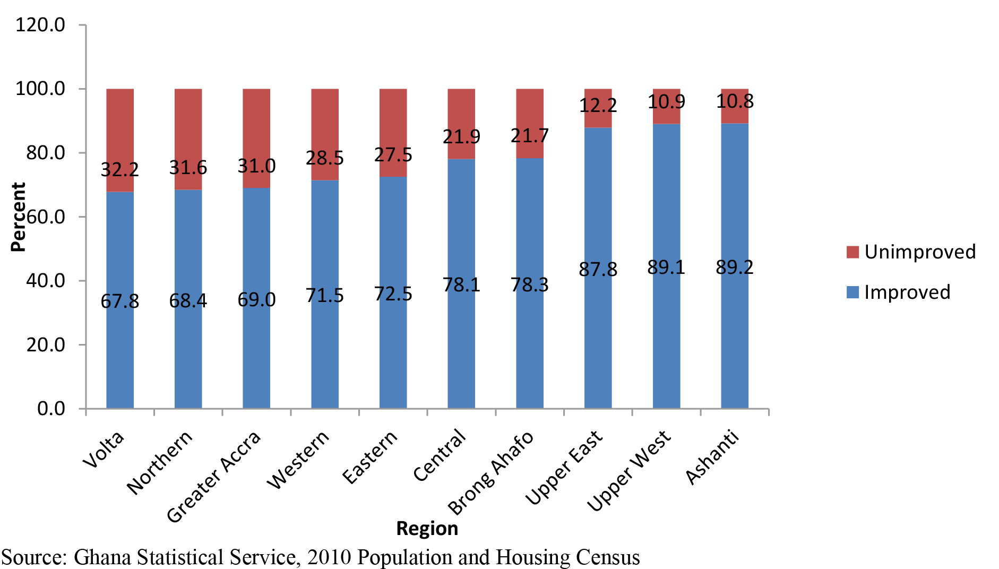 120.0
100.0
80.0
60.0
40.0
20.0
0.0
Percent
32.2 31.6 31.0 28.5 27.5 21.9 21.7 12.2 10.9 10.8
67.8 68.4 69.0 71.5 72.5 78.1 78.3 87.8 89.1 89.2
Unimproved
Improved
Volta
Northern
Greater Accra
Western
Eastern
Central
Brong Ahafo
Upper East
Upper West
Ashanti
Region
Source: Ghana Statistical Service, 2010 Population and Housing Census